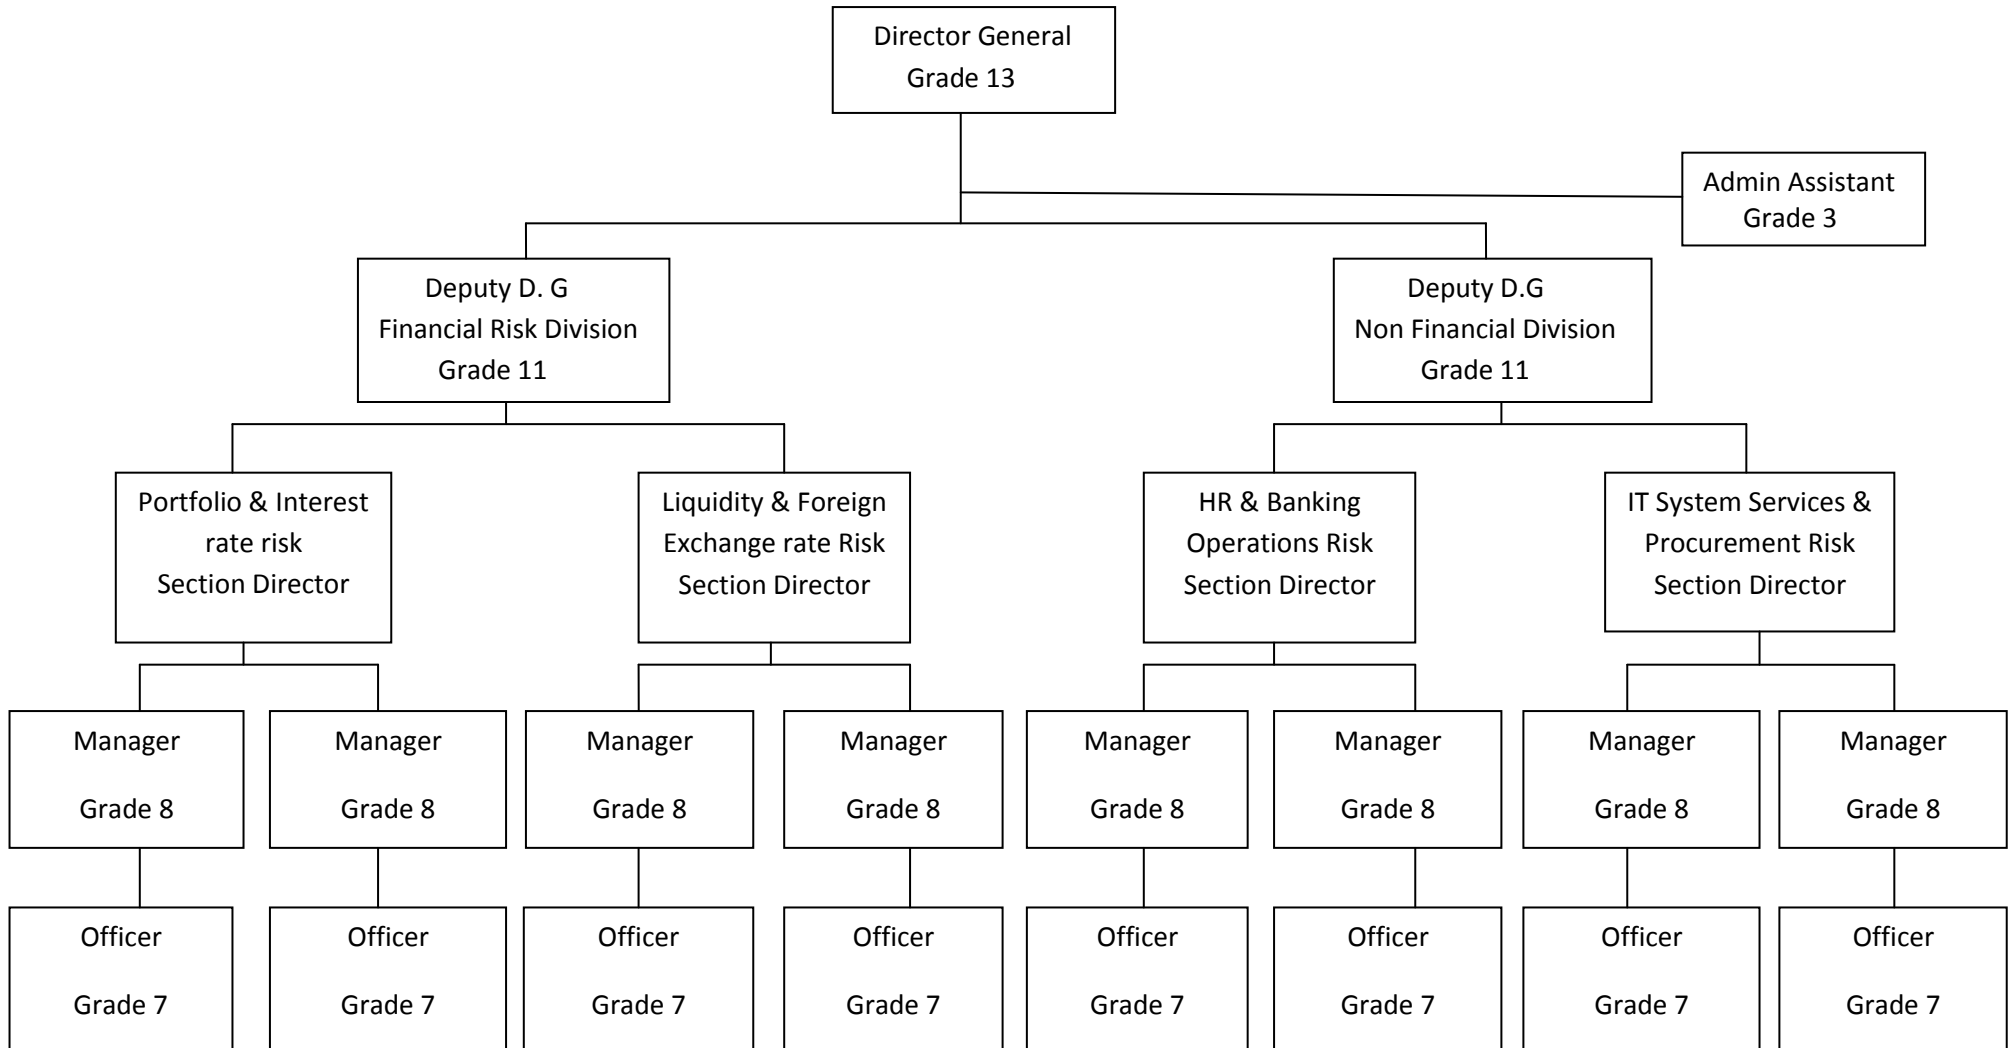 Director General
Grade 13
Admin Assistant
Grade 3
Deputy D. G
Financial Risk Division
Grade 11
Deputy D.G
Non Financial Division
Grade 11
Portfolio & Interest
rate risk
Section Director
Liquidity & Foreign
Exchange rate Risk
Section Director
HR & Banking
Operations Risk
Section Director
IT System Services &
Procurement Risk
Section Director
Manager
Grade 8
Manager
Grade 8
Manager
Grade 8
Manager
Grade 8
Manager
Grade 8
Manager
Grade 8
Manager
Grade 8
Manager
Grade 8
Officer
Grade 7
Officer
Grade 7
Officer
Grade 7
Officer
Grade 7
Officer
Grade 7
Officer
Grade 7
Officer
Grade 7
Officer
Grade 7